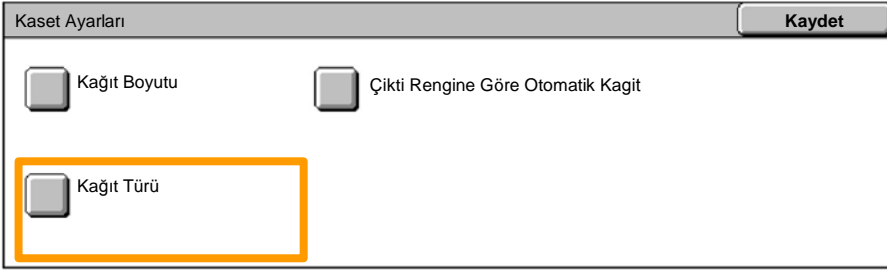 Kaset Ayarları
Kaydet
Kağıt Boyutu
Çikti Rengine Göre Otomatik Kagit
Kağıt Türü